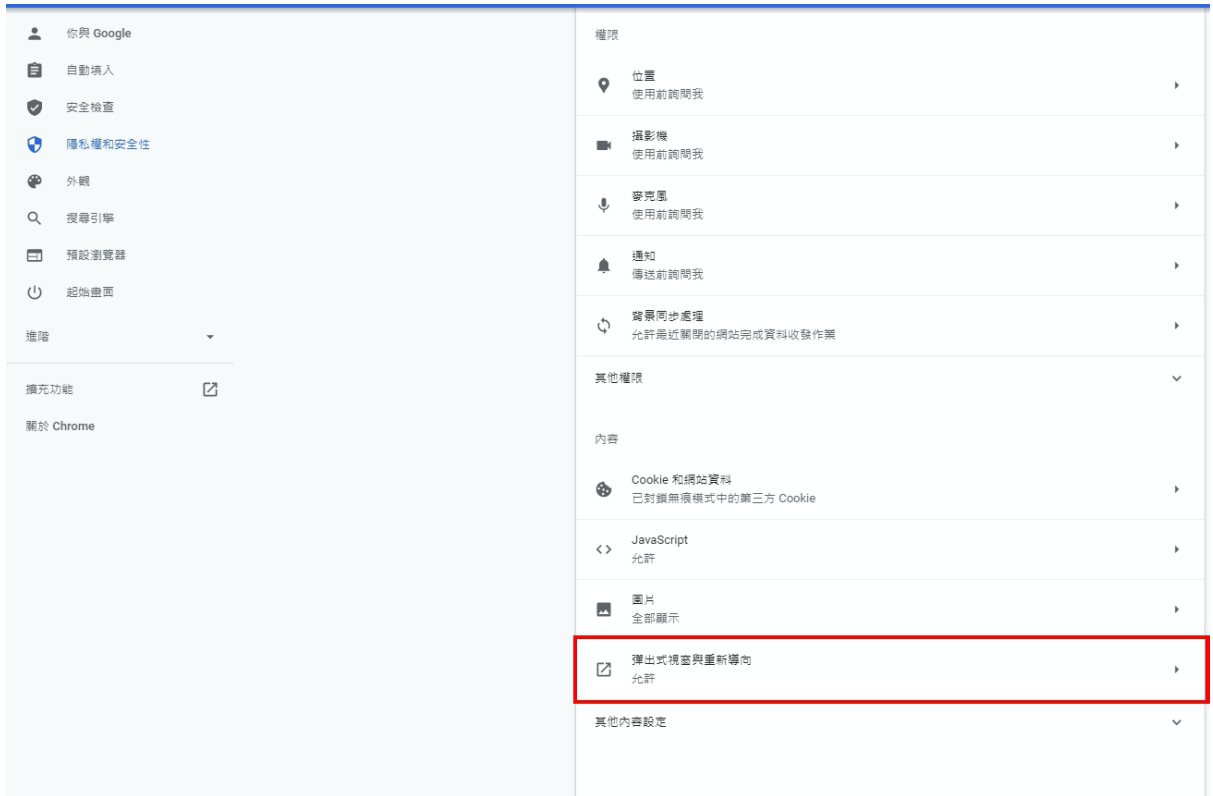 你與 Google
自動填入
安全檢查
隱私權和安全性
外觀
搜尋引擎
預設瀏覽器
起始畫面
進階
擴充功能
關於 Chrome
權限
位置
使用前詢問我
攝影機
使用前詢問我
麥克風
使用前詢問我
通知
傳送前詢問我
背景同步處理
允許最近關閉的網站完成資料收發作業
其他權限
內容
Cookie 和網站資料
已封鎖無痕模式中的第三方 Cookie
JavaScript
允許
圖片
全部顯示
彈出式視窗與重新導向
允許
其他內容設定